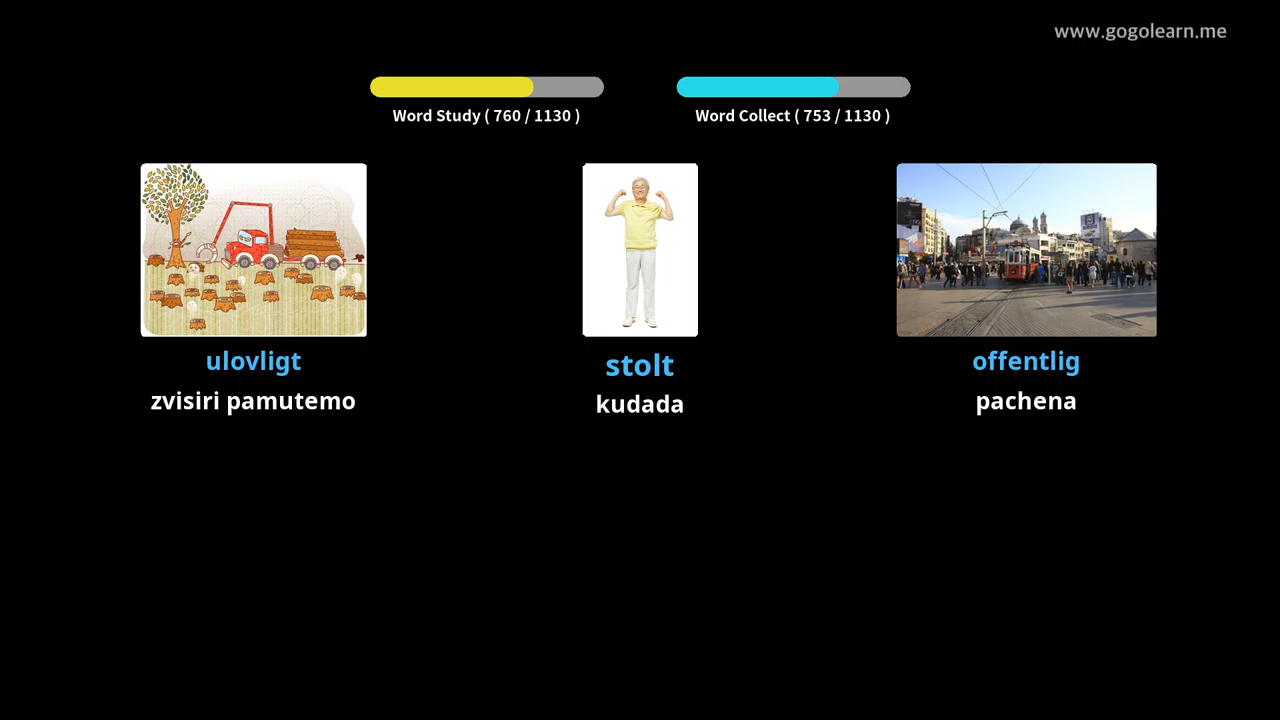 www.gogolearn.me
Word Study ( 760 / 1130 )
Word Collect ( 753 / 1130 )
ulovligt
stolt
offentlig
zvisiri pamutemo
kudada
pachena